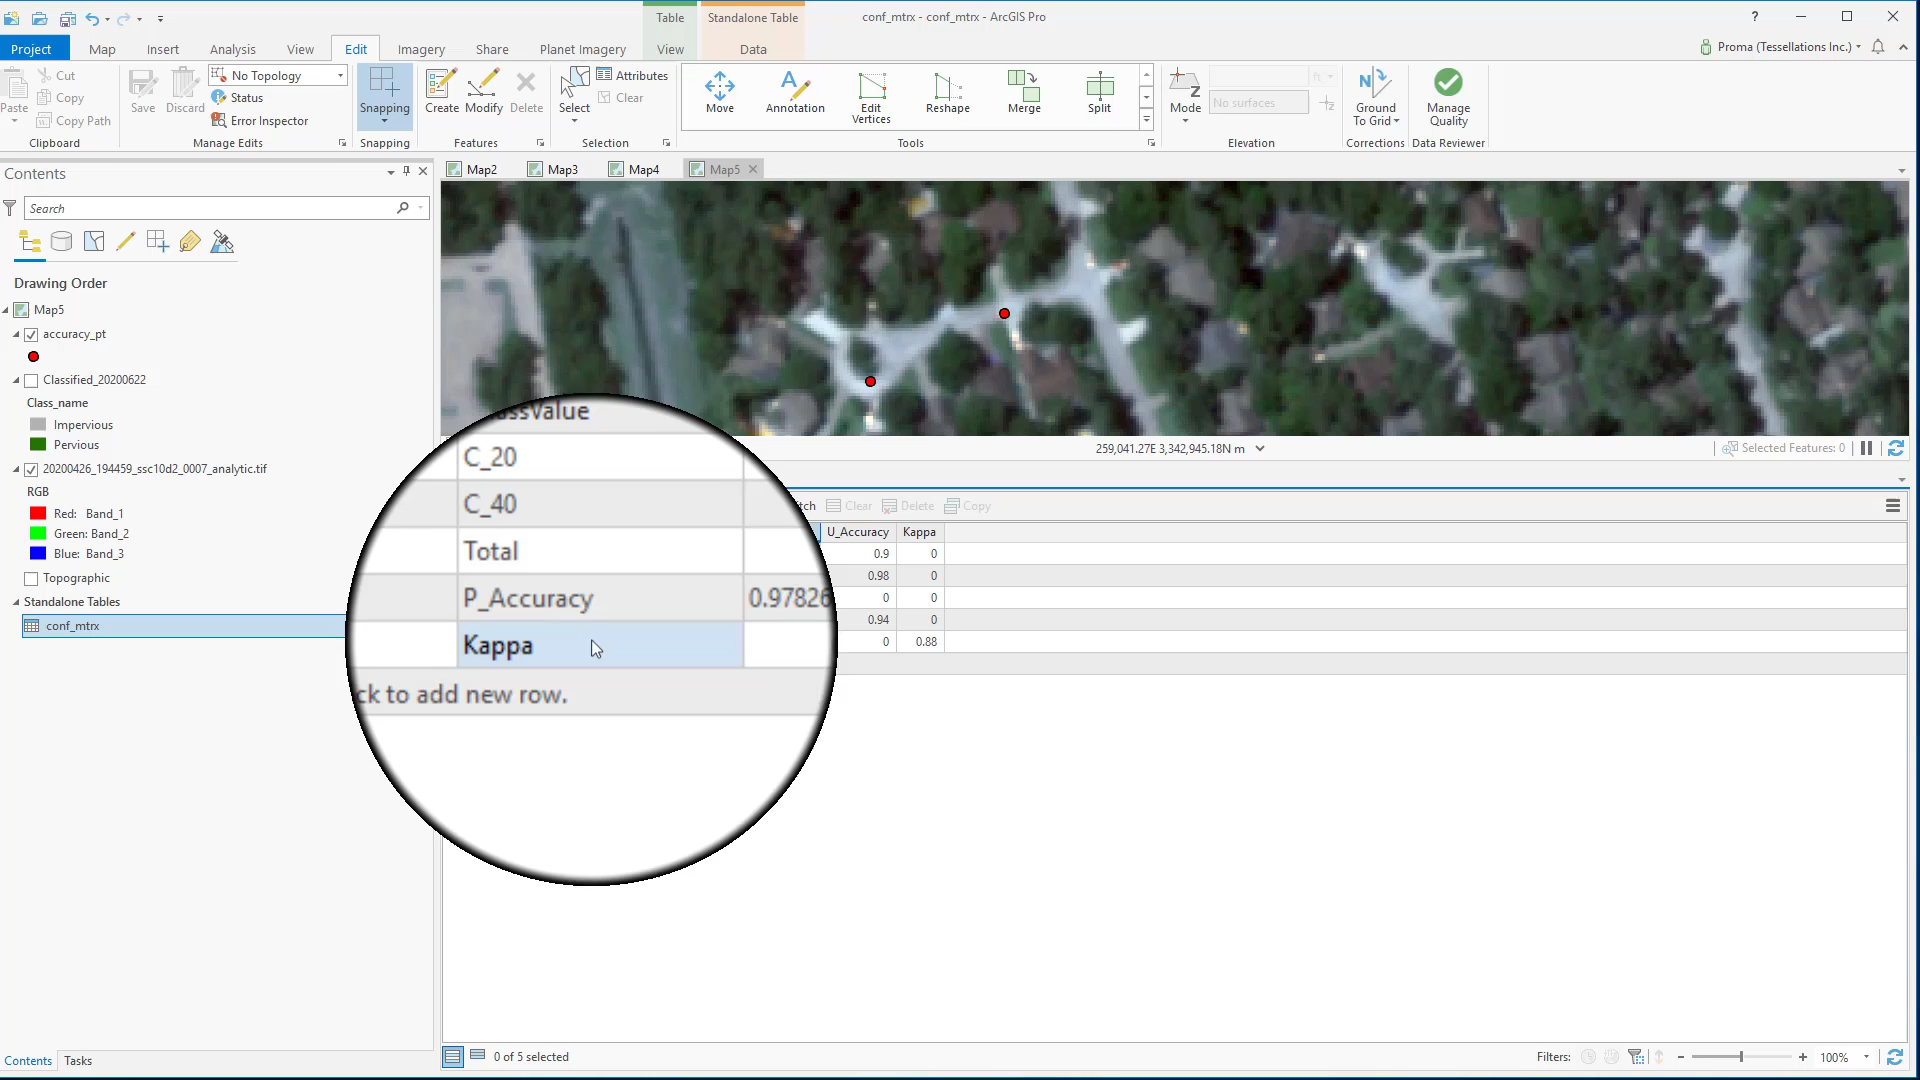 Table
Standalone Table
conf_mtrx - conf_mtrx - ArcGIS Pro
?
Project
Map
Insert
Analysis
View
Edit
Imagery
Share
Planet Imagery
View
Data
Proma (Tessellations Inc.)
Paste
Cut
Copy
Copy Path
Clipboard
Save
Discard
No Topology
Status
Error Inspector
Manage Edits
Snapping
Snapping
Create
Modify
Delete
Features
Select
Attributes
Clear
Selection
Move
Annotation
Edit
Vertices
Reshape
Merge
Split
Tools
Mode
ft
No surfaces
Elevation
Ground
To Grid
Corrections
Manage
Quality
Data Reviewer
Contents
Search
Drawing Order
Map5
accuracy_pt
Classified_20200622
Class_name
Impervious
Pervious
20200426_194459_ssc10d2_0007_analytic.tif
RGB
Red: Band_1
Green: Band_2
Blue: Band_3
Topographic
Standalone Tables
conf_mtrx
Map2
Map3
Map4
Map5
259,041.27E 3,342,945.18N m
Selected Features: 0
tch
Clear
Delete
Copy
ssValue
U_Accuracy
Kappa
C_20
0.9
0
C_40
0.98
0
Total
0
0
P_Accuracy
0.97826
0.94
0
Kappa
0
0.88
ck to add new row.
0 of 5 selected
Filters:
100%
Contents
Tasks